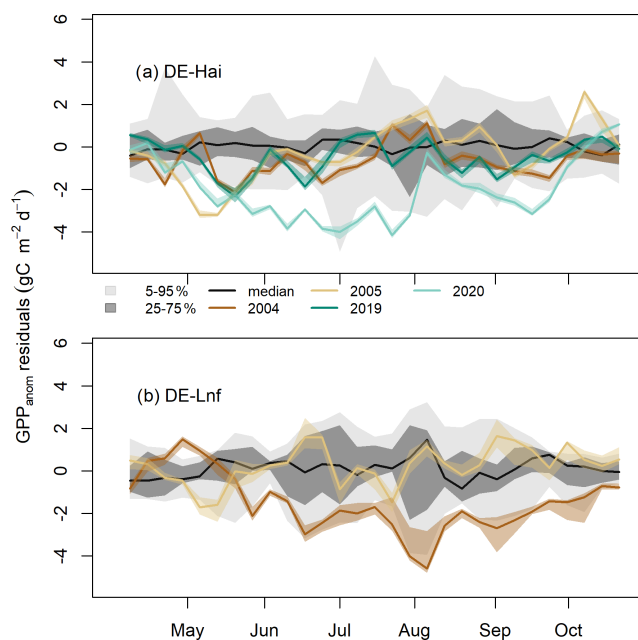 6
(a) DE-Hai
4
2
0
-2
-4
5-95 % median 2005 2020
25-75 % 2004 2019
GPPanom residuals (gC m−2 d−1)
6
(b) DE-Lnf
4
2
0
-2
-4
May Jun Jul Aug Sep Oct